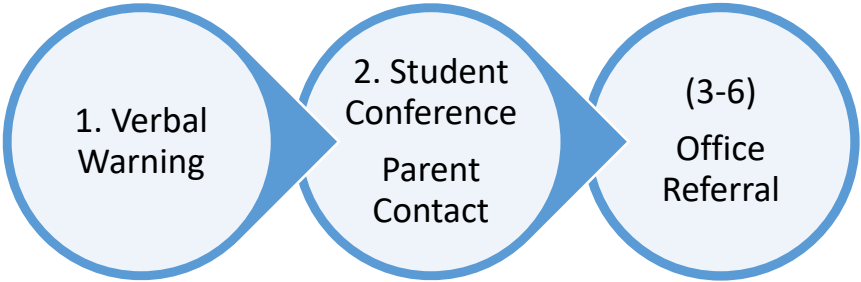 1. Verbal
Warning
2. Student
Conference
Parent
Contact
(3-6)
Office
Referral